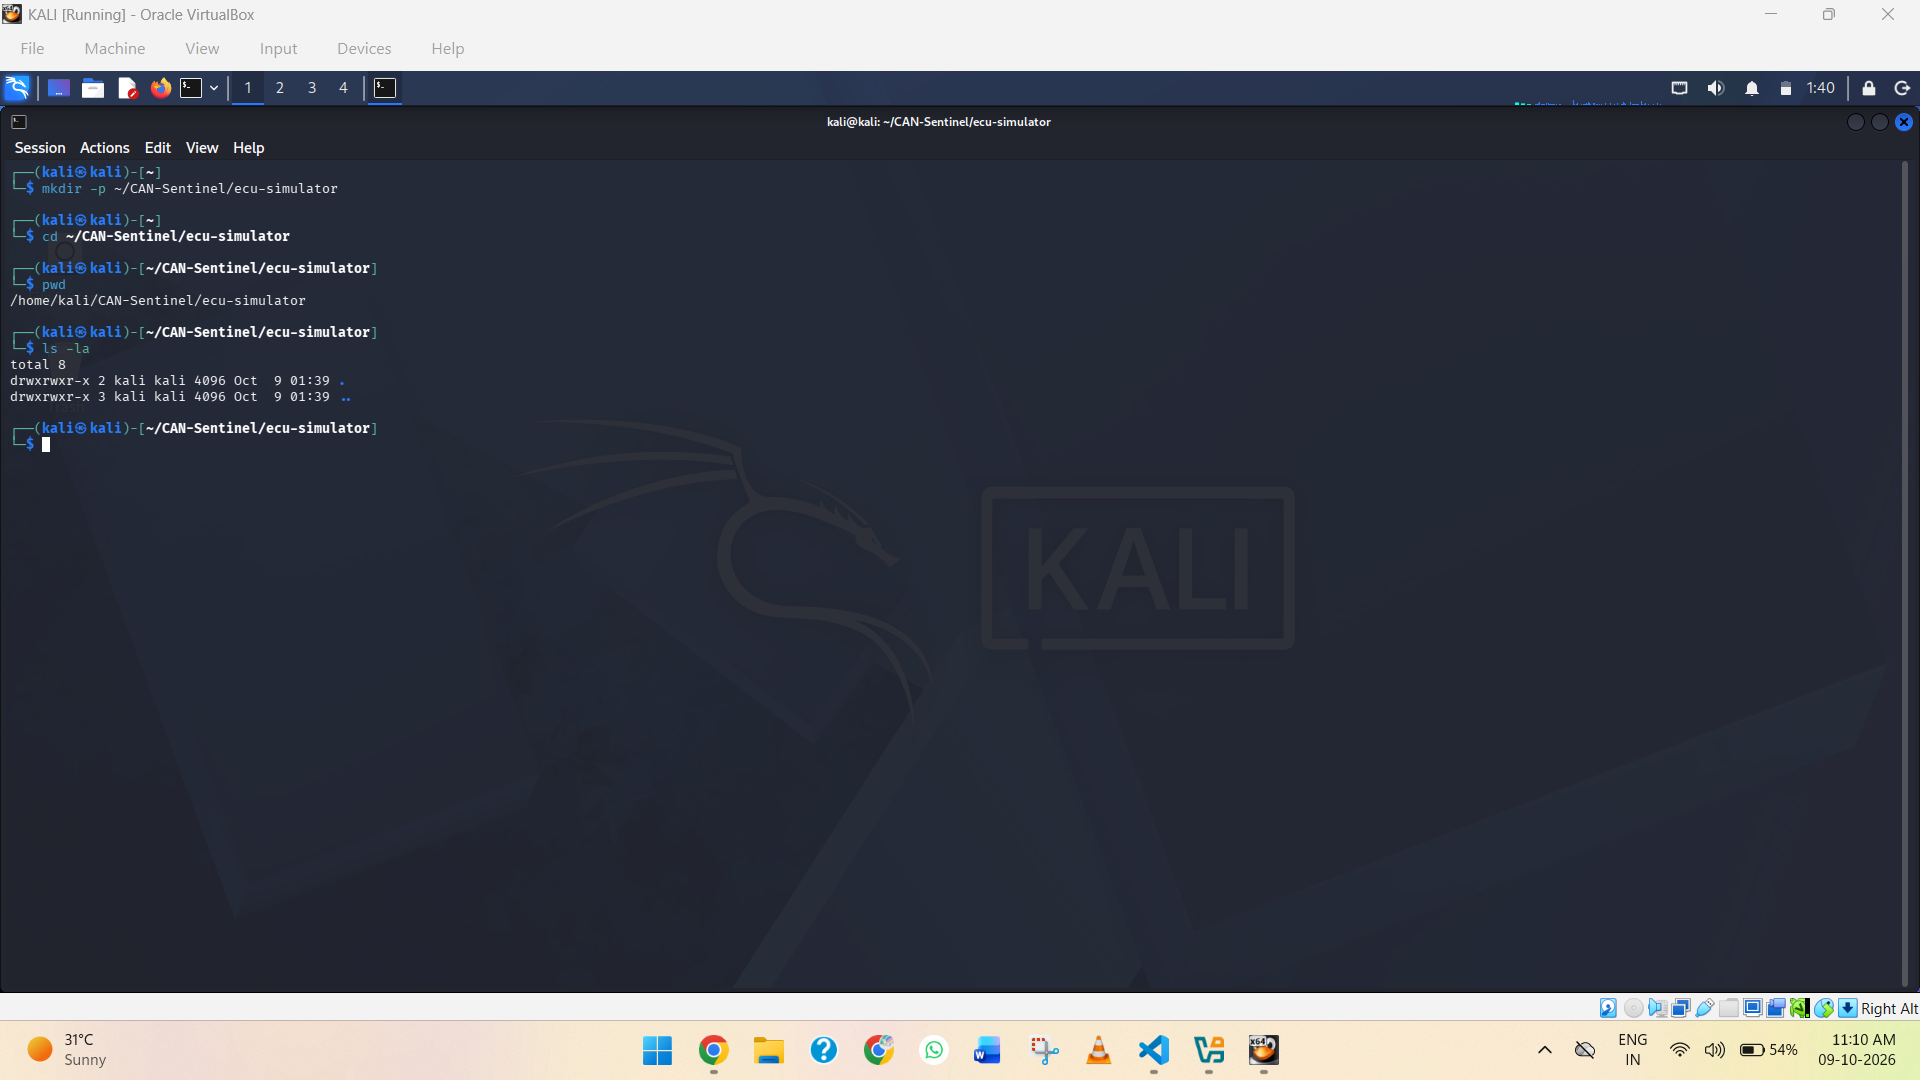 KALI [Running] - Oracle VirtualBox
File Machine View Input Devices Help
1 2 3 4 1:40
kali@kali: ~/CAN-Sentinel/ecu-simulator
Session Actions Edit View Help
┌──(kali㉿kali)-[~]
└─$ mkdir -p ~/CAN-Sentinel/ecu-simulator
┌──(kali㉿kali)-[~]
└─$ cd ~/CAN-Sentinel/ecu-simulator
┌──(kali㉿kali)-[~/CAN-Sentinel/ecu-simulator]
└─$ pwd
/home/kali/CAN-Sentinel/ecu-simulator
┌──(kali㉿kali)-[~/CAN-Sentinel/ecu-simulator]
└─$ ls -la
total 8
drwxrwxr-x 2 kali kali 4096 Oct  9 01:39 .
drwxrwxr-x 3 kali kali 4096 Oct  9 01:39 ..
┌──(kali㉿kali)-[~/CAN-Sentinel/ecu-simulator]
└─$
KALI
Right Alt
31°C
Sunny
ENG
IN
54%
11:10 AM
09-10-2026